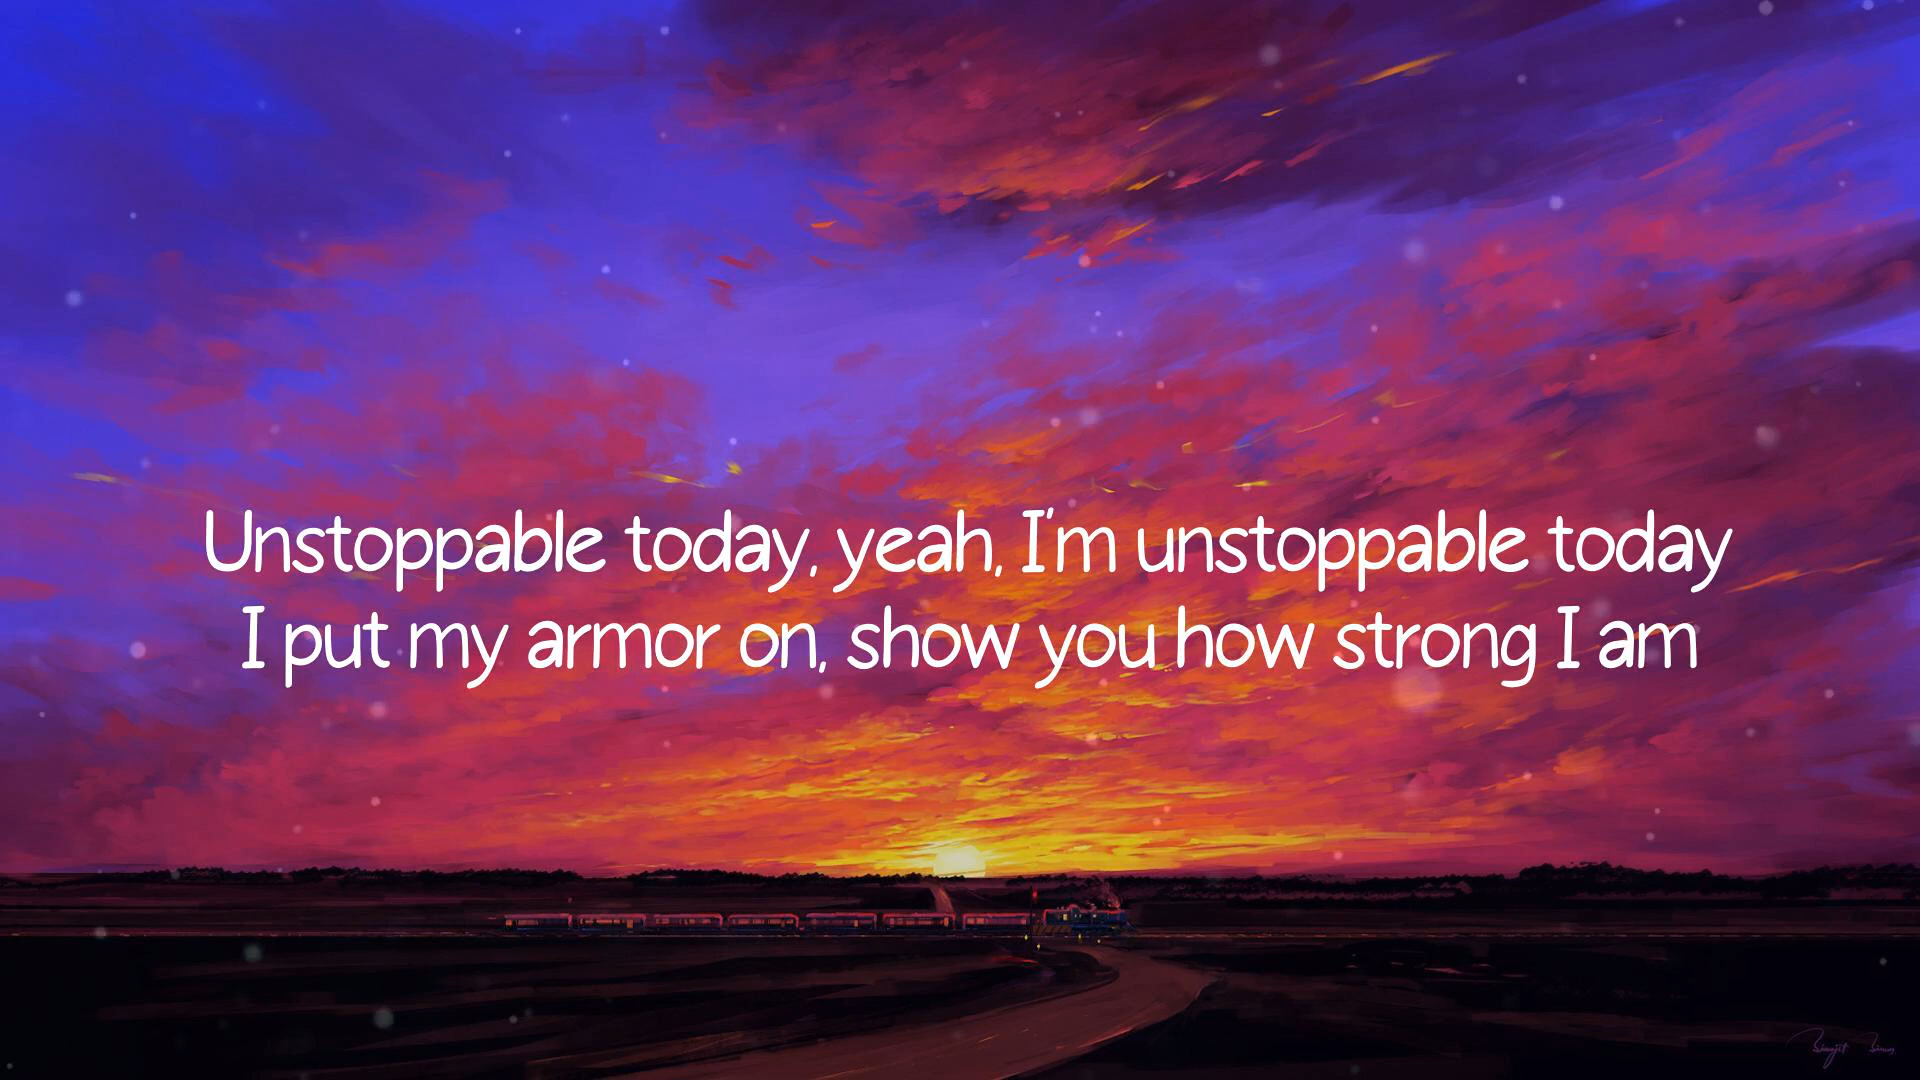 Unstoppable today, yeah, I'm unstoppable today
I put my armor on, show you how strong I am